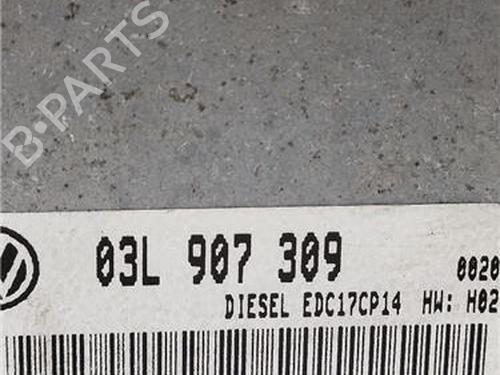 B-PARTS
03L 907 309 0020
DIESEL EDC17CP14 HW: H02